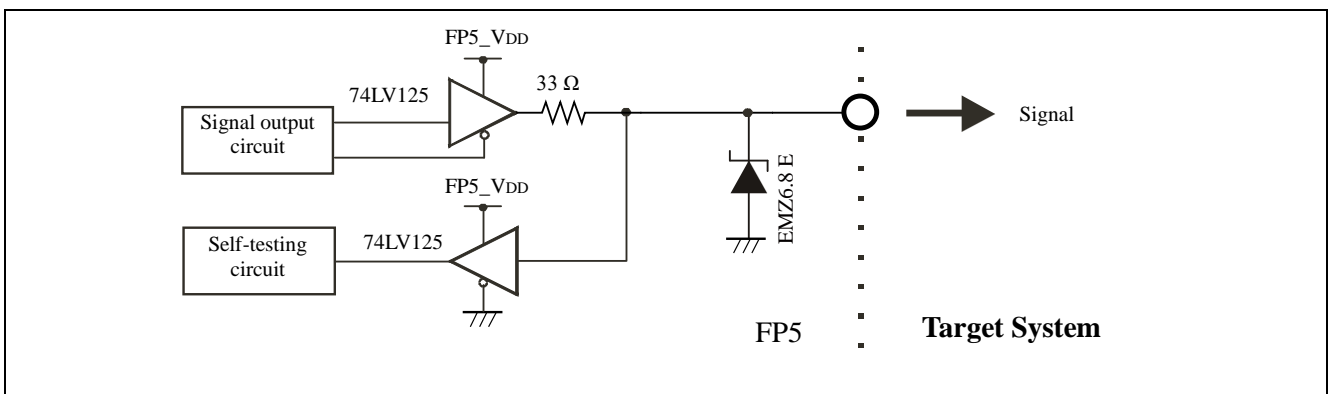 FP5_VDD
74LV125
33 Ω
Signal output
circuit
Signal
EMZ6.8 E
FP5_VDD
74LV125
Self-testing
circuit
FP5
Target System